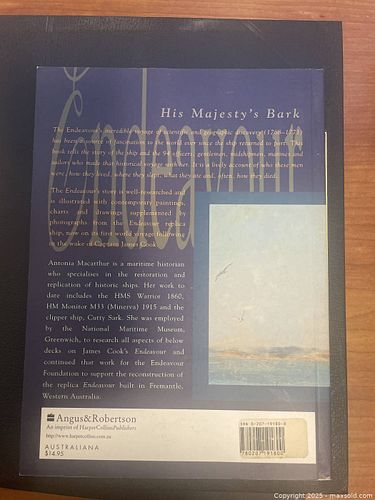 Endeavour
His Majesty's Bark
The Endeavour's incredible voyage of scientific and geographic discovery (1768–1771)
has been a source of fascination to the world ever since the ship returned to port. This
book tells the story of the ship and the 94 officers, gentlemen, midshipmen, marines and
sailors who made that historical voyage with her. It is a lively account of who these men
were, how they lived, where they slept, what they ate and, often, how they died.
The Endeavour's story is well-researched and
is illustrated with contemporary paintings,
charts and drawings supplemented by
photographs from the Endeavour replica
ship, now on its first world voyage following
in the wake of Captain James Cook.
Antonia Macarthur is a maritime historian
who specialises in the restoration and
replication of historic ships. Her work to
date includes the HMS Warrior 1860,
HM Monitor M33 (Minerva) 1915 and the
clipper ship, Cutty Sark. She was employed
by the National Maritime Museum,
Greenwich, to research all aspects of below
decks on James Cook's Endeavour and
continued that work for the Endeavour
Foundation to support the reconstruction of
the replica Endeavour built in Fremantle,
Western Australia.
Angus&Robertson
An imprint of HarperCollinsPublishers
http://www.harpercollins.com.au
AUSTRALIANA
$14.95
ISBN 0-207-19180-8
9780207191800
Copyright © 2025 - maxsold.com